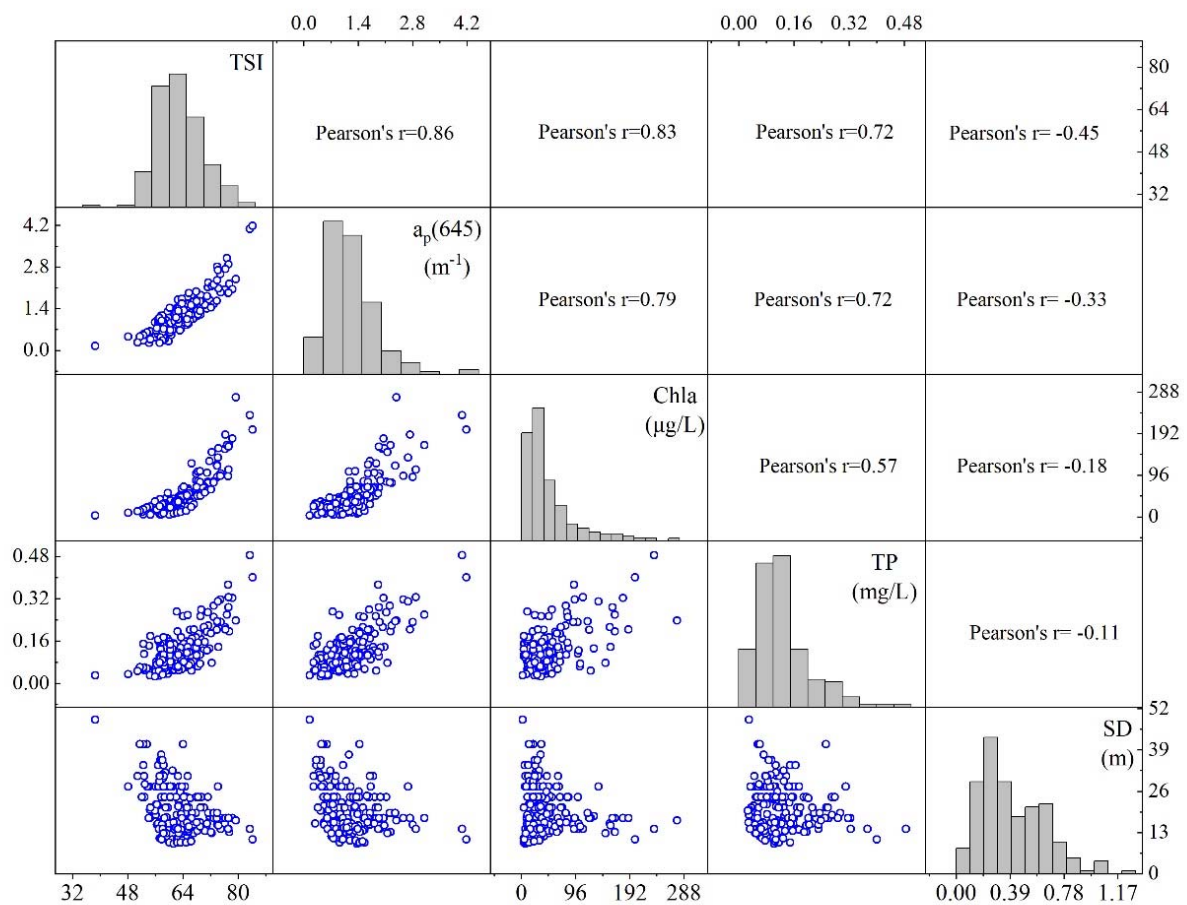 0.0 1.4 2.8 4.2 0.00 0.16 0.32 0.48
TSI
Pearson's r=0.86
Pearson's r=0.83
Pearson's r=0.72
Pearson's r= -0.45
80
64
48
32
4.2
2.8
1.4
0.0
aₚ(645)
(m⁻¹)
Pearson's r=0.79
Pearson's r=0.72
Pearson's r= -0.33
Chla
(μg/L)
Pearson's r=0.57
Pearson's r= -0.18
288
192
96
0
0.48
0.32
0.16
0.00
TP
(mg/L)
Pearson's r= -0.11
SD
(m)
52
39
26
13
0
32 48 64 80 0 96 192 288 0.00 0.39 0.78 1.17